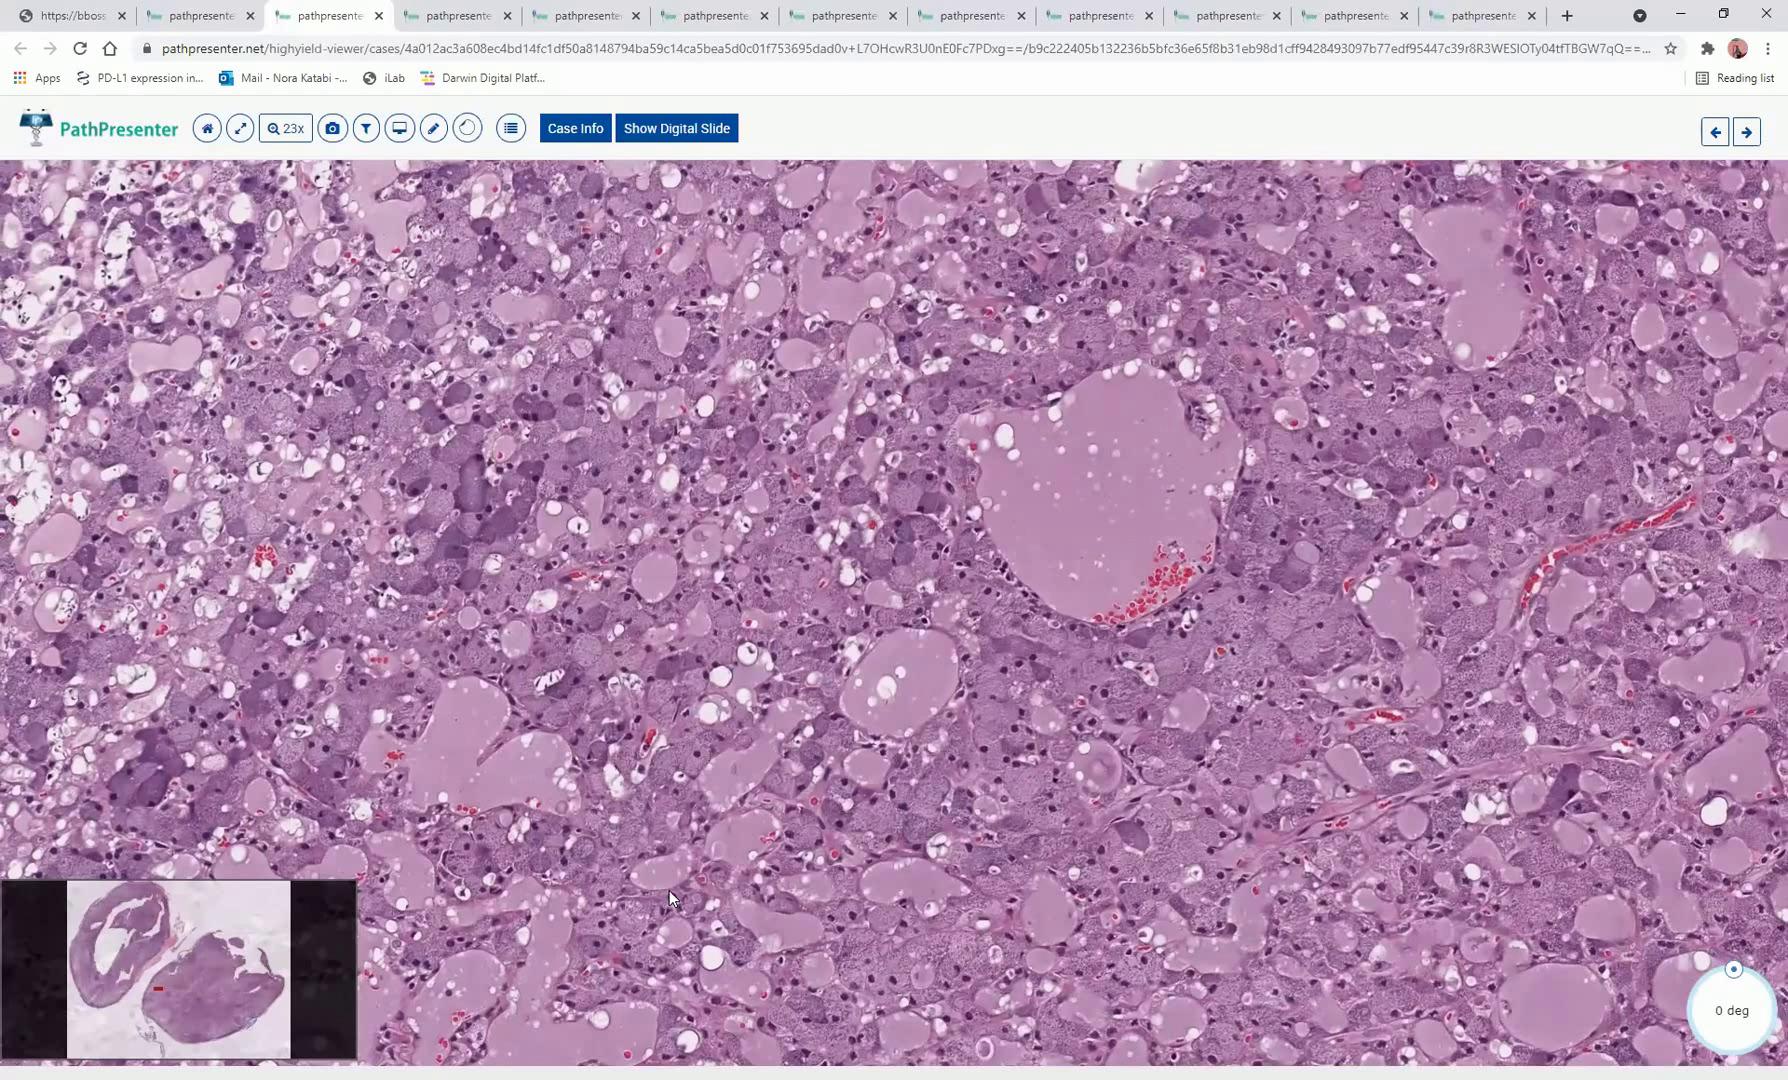 https://bbos
pathpresente
pathpresente
pathpresente
pathpresente
pathpresente
pathpresente
pathpresente
pathpresente
pathpresente
pathpresente
pathpresente
pathpresenter.net/highyield-viewer/cases/4a012ac3a608ec4bd14fc1df50a8148794ba59c14ca5bea5d0c01f753695dad0v+L7OHcwR3U0nE0Fc7PDxg==/b9c222405b132236b5bfc36e65f8b31eb98d1cff9428493097b77edf95447c39r8R3WESIOTy04tfTBGW7qQ==...
Apps
PD-L1 expression in...
Mail - Nora Katabi -...
iLab
Darwin Digital Platf...
Reading list
PathPresenter
23x
Case Info
Show Digital Slide
0 deg